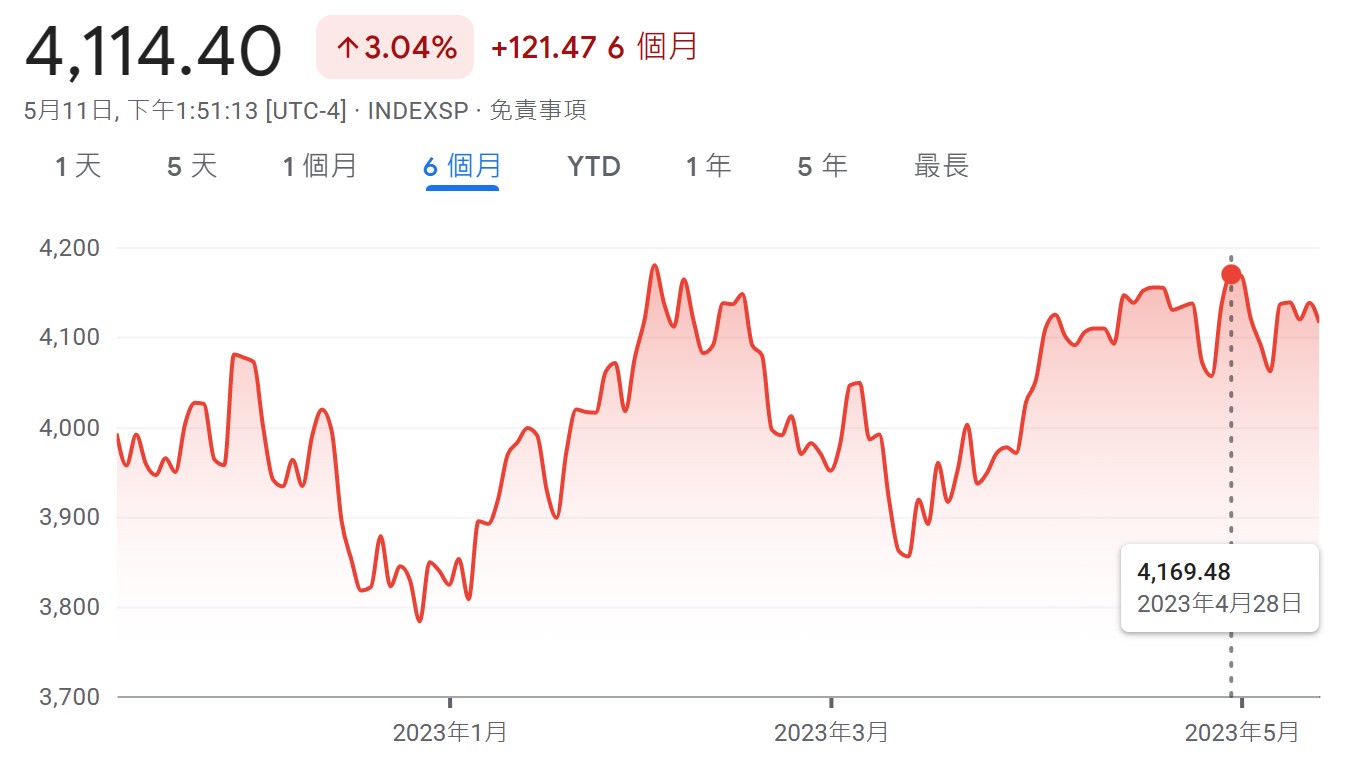 4,114.40 ↑3.04% +121.47 6 個月
5月11日, 下午1:51:13 [UTC-4] · INDEXSP · 免責事項
1 天 5 天 1 個月 6 個月 YTD 1 年 5 年 最長
4,200
4,100
4,000
3,900
3,800
3,700
4,169.48
2023年4月28日
2023年1月 2023年3月 2023年5月